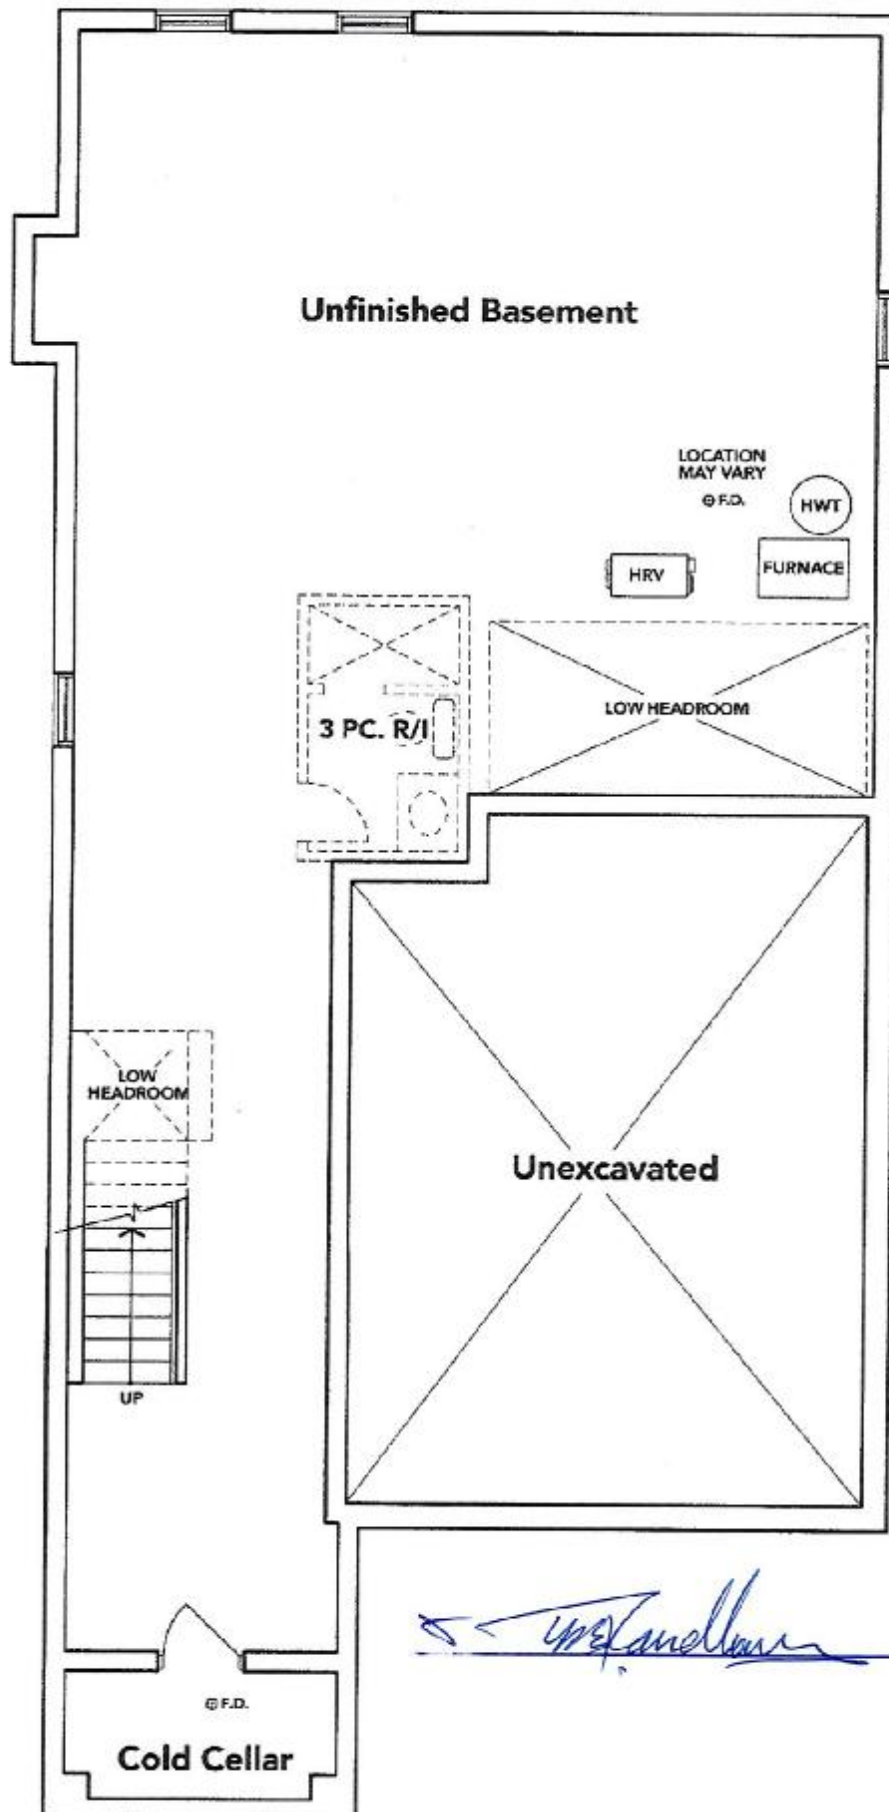 Unfinished Basement
LOCATION
MAY VARY
F.D.
HWT
HRV
FURNACE
3 PC. R/I
LOW HEADROOM
LOW
HEADROOM
Unexcavated
UP
F.D.
Cold Cellar